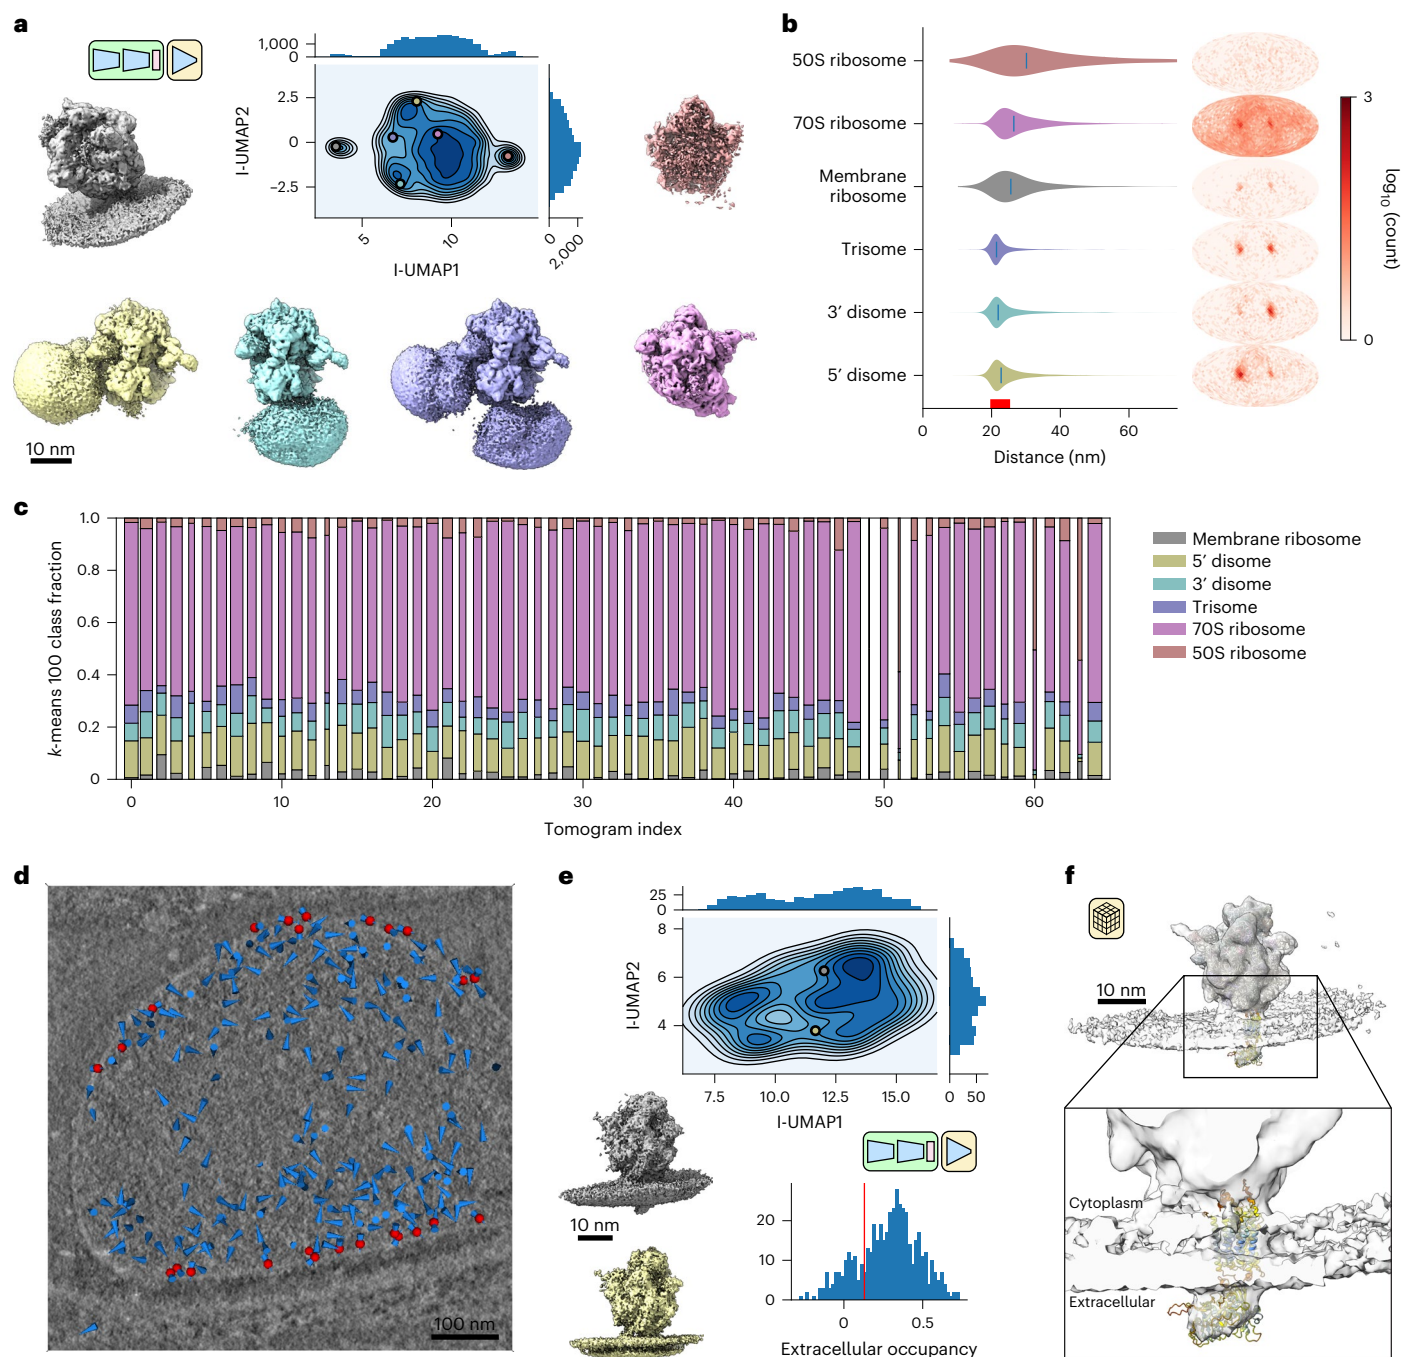 a
1,000
0
2.5
0
−2.5
l-UMAP2
5
10
l-UMAP1
0
2,000
10 nm
b
50S ribosome
70S ribosome
Membrane
ribosome
Trisome
3′ disome
5′ disome
0
20
40
60
Distance (nm)
3
0
log10 (count)
c
1.0
0.8
0.6
0.4
0.2
0
k-mean 100 class fraction
0
10
20
30
40
50
60
Tomogram index
Membrane ribosome
5′ disome
3′ disome
Trisome
70S ribosome
50S ribosome
d
100 nm
e
25
0
8
6
4
l-UMAP2
7.5
10.0
12.5
15.0
l-UMAP1
0
50
10 nm
20
10
0
0
0.5
Extracellular occupancy
f
10 nm
Cytoplasm
Extracellular